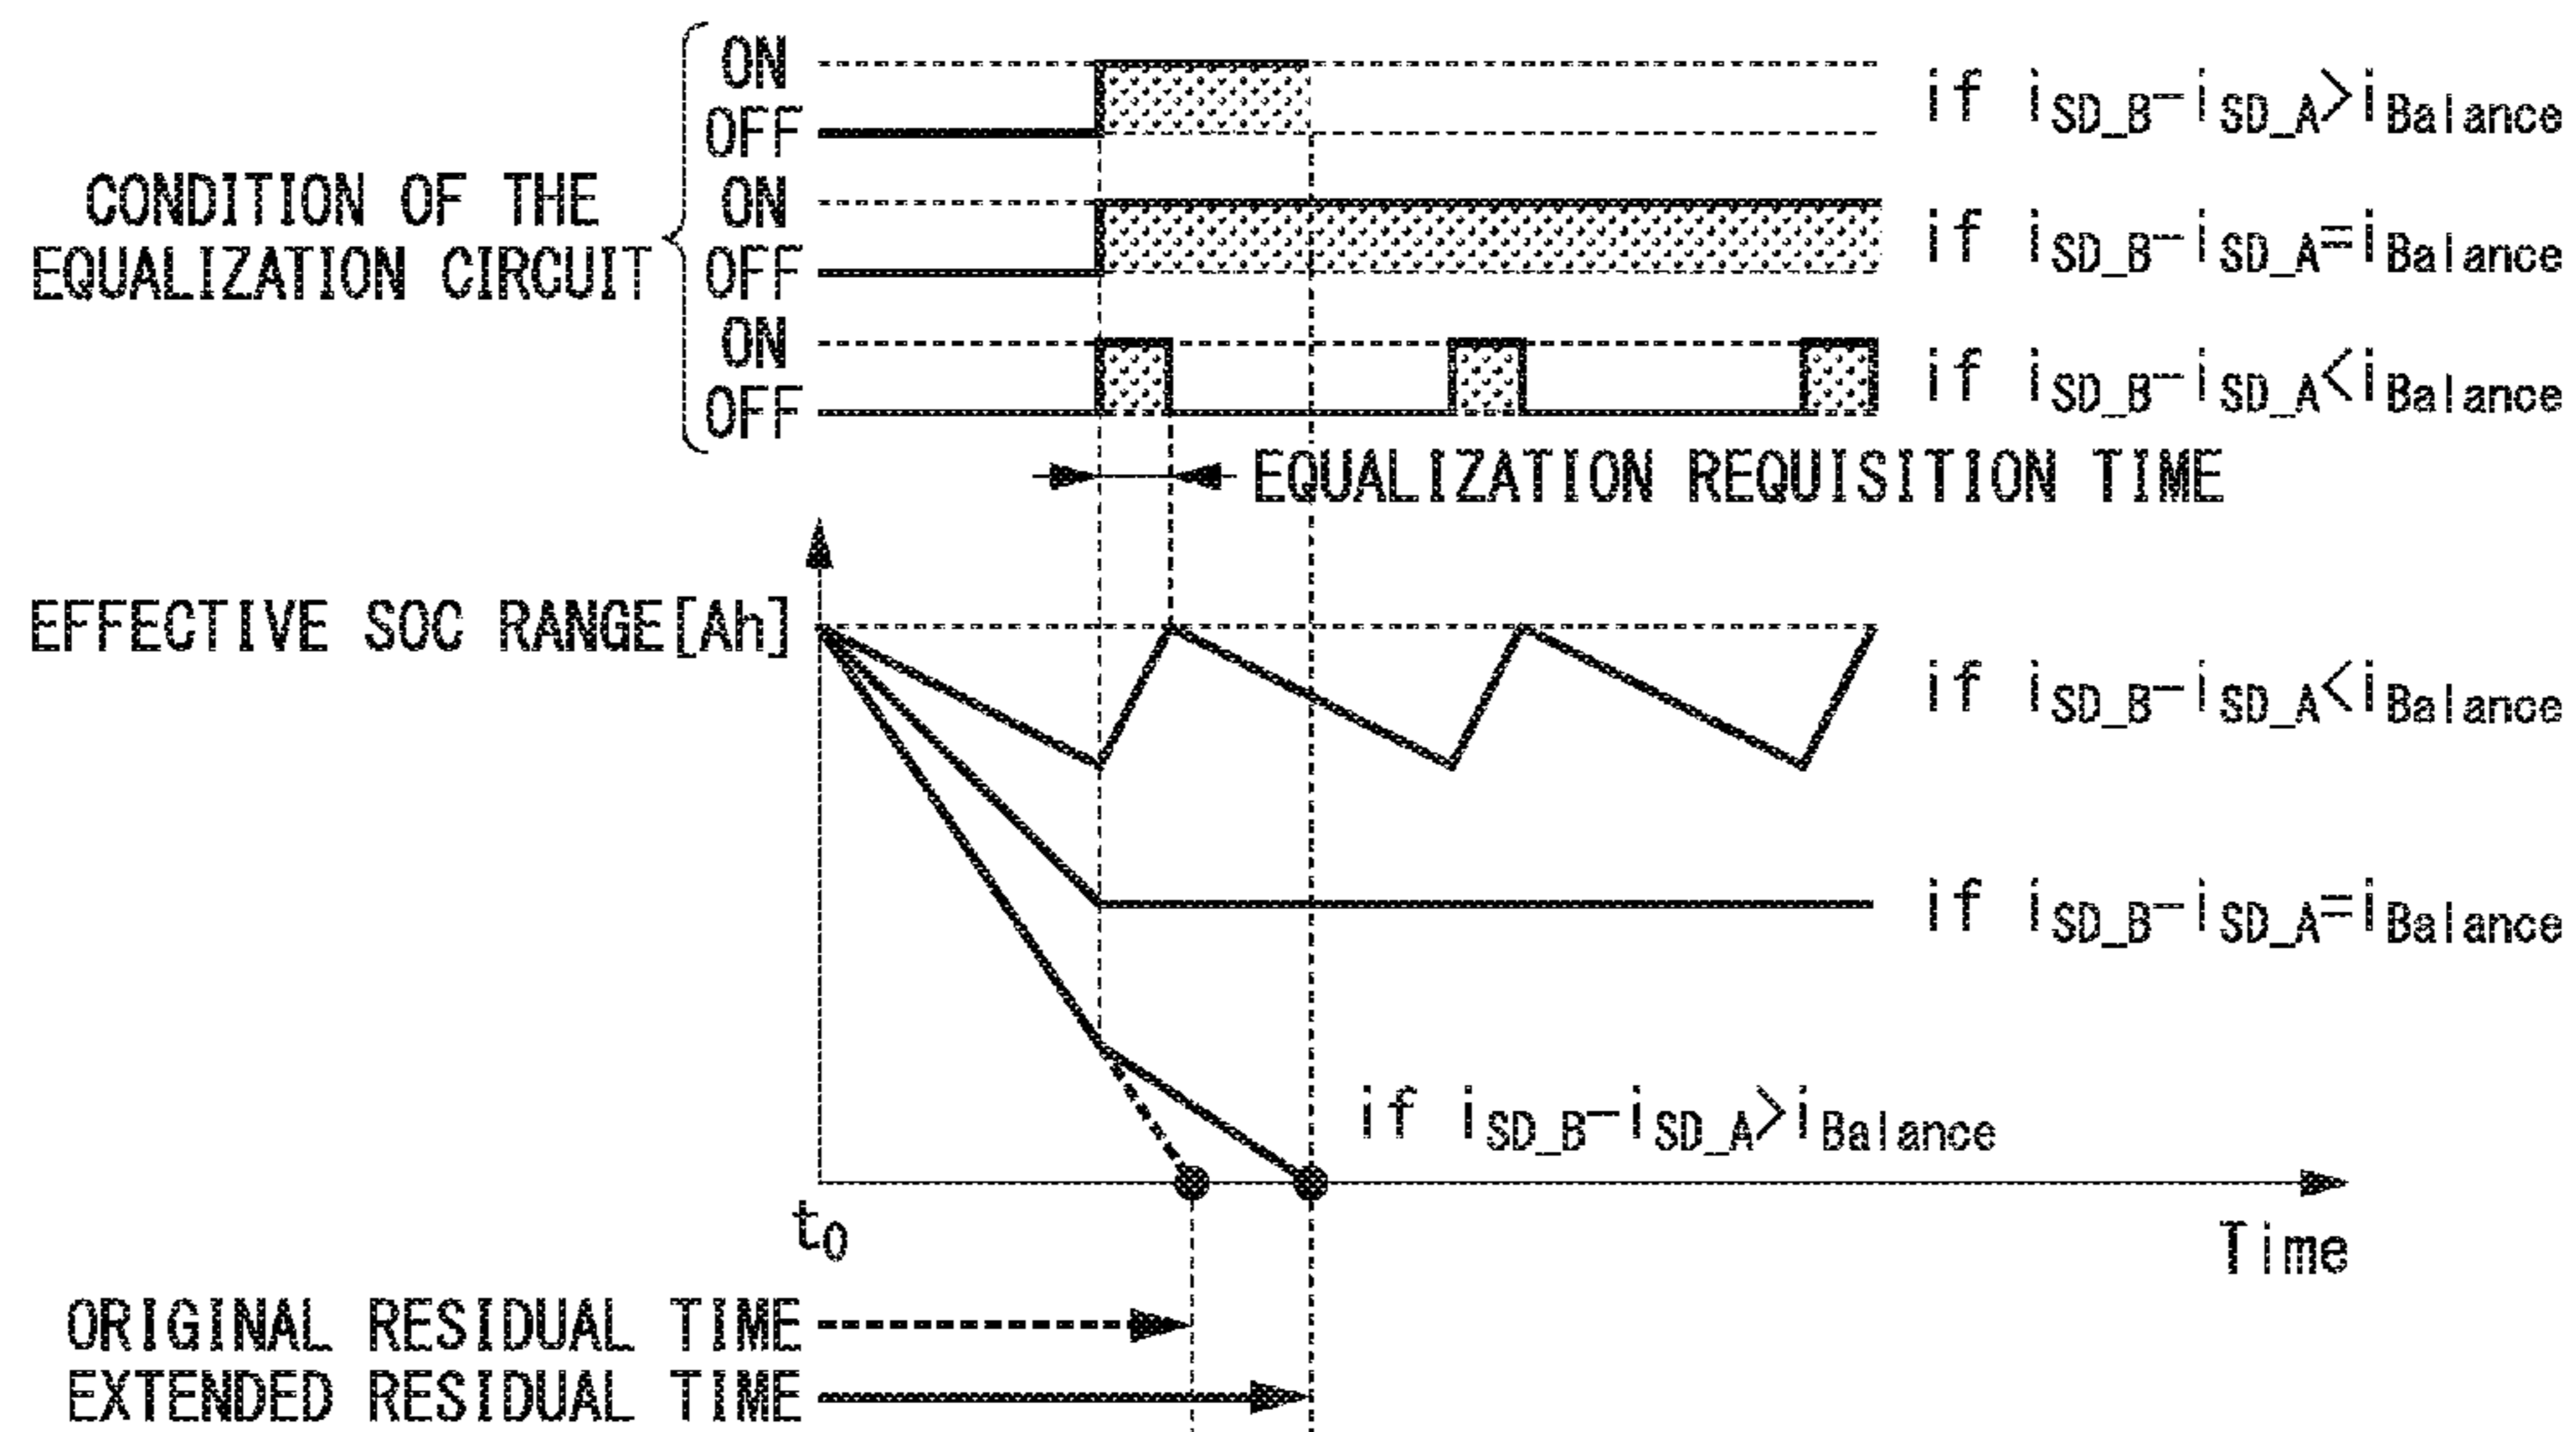 ON
OFF
if iSD_B-iSD_A>iBalance
CONDITION OF THE
EQUALIZATION CIRCUIT
ON
OFF
if iSD_B-iSD_A=iBalance
ON
OFF
if iSD_B-iSD_A<iBalance
EQUALIZATION REQUISITION TIME
EFFECTIVE SOC RANGE[Ah]
if iSD_B-iSD_A<iBalance
if iSD_B-iSD_A=iBalance
if iSD_B-iSD_A>iBalance
t0
Time
ORIGINAL RESIDUAL TIME
EXTENDED RESIDUAL TIME